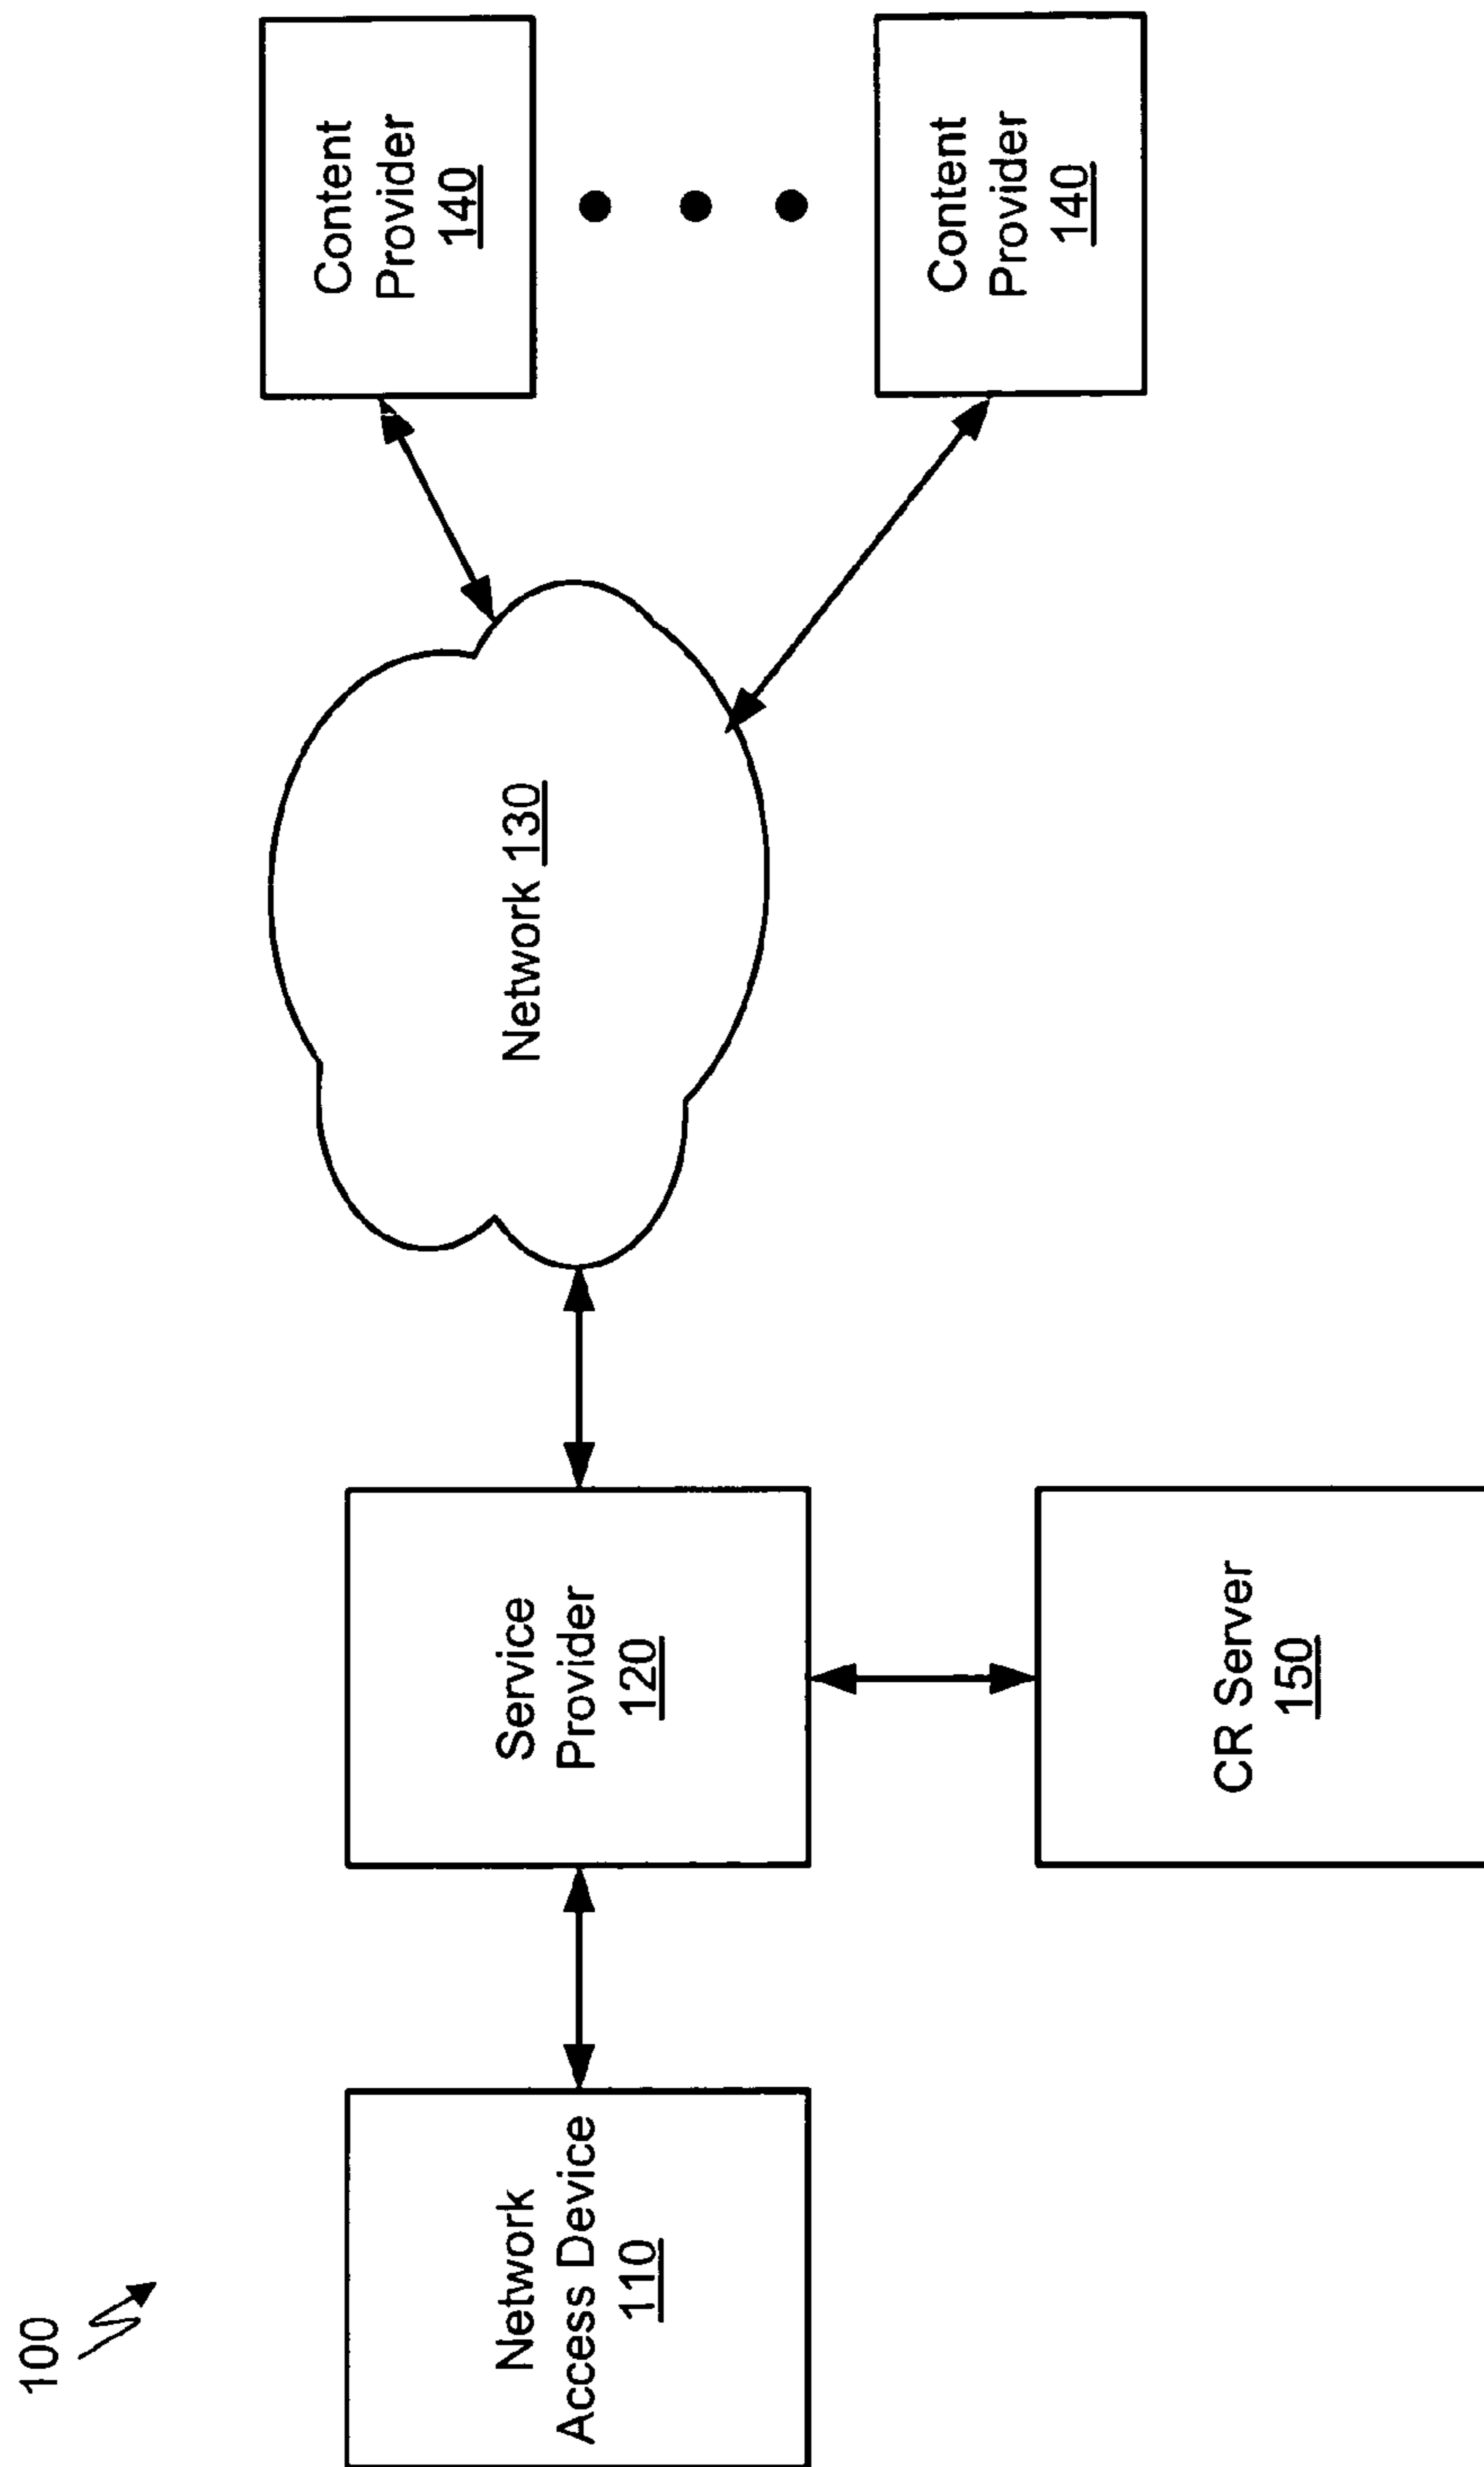 100
Network
Access Device
110
Service
Provider
120
CR Server
150
Network 130
Content
Provider
140
Content
Provider
140